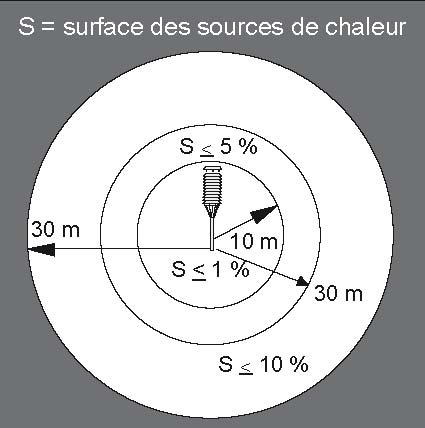 S = surface des sources de chaleur
S ≤ 5 %
30 m
10 m
S ≤ 1 %
30 m
S ≤ 10 %